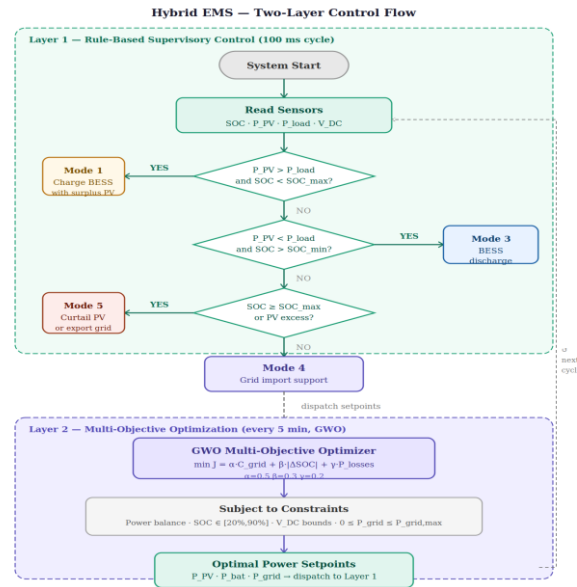 Hybrid EMS — Two-Layer Control Flow
Layer 1 — Rule-Based Supervisory Control (100 ms cycle)
System Start
Read Sensors
SOC · P_PV · P_load · V_DC
P_PV > P_load
and SOC < SOC_max?
YES
Mode 1
Charge BESS
with surplus PV
NO
P_PV < P_load
and SOC > SOC_min?
YES
Mode 3
BESS
discharge
NO
SOC ≥ SOC_max
or PV excess?
YES
Mode 5
Curtail PV
or export grid
NO
Mode 4
Grid import support
↺
next
cycle
dispatch setpoints
Layer 2 — Multi-Objective Optimization (every 5 min, GWO)
GWO Multi-Objective Optimizer
min J = α·C_grid + β·|ΔSOC| + γ·P_losses
α=0.5 β=0.3 γ=0.2
Subject to Constraints
Power balance · SOC ∈ [20%,90%] · V_DC bounds · 0 ≤ P_grid ≤ P_grid,max
Optimal Power Setpoints
P_PV · P_bat · P_grid → dispatch to Layer 1